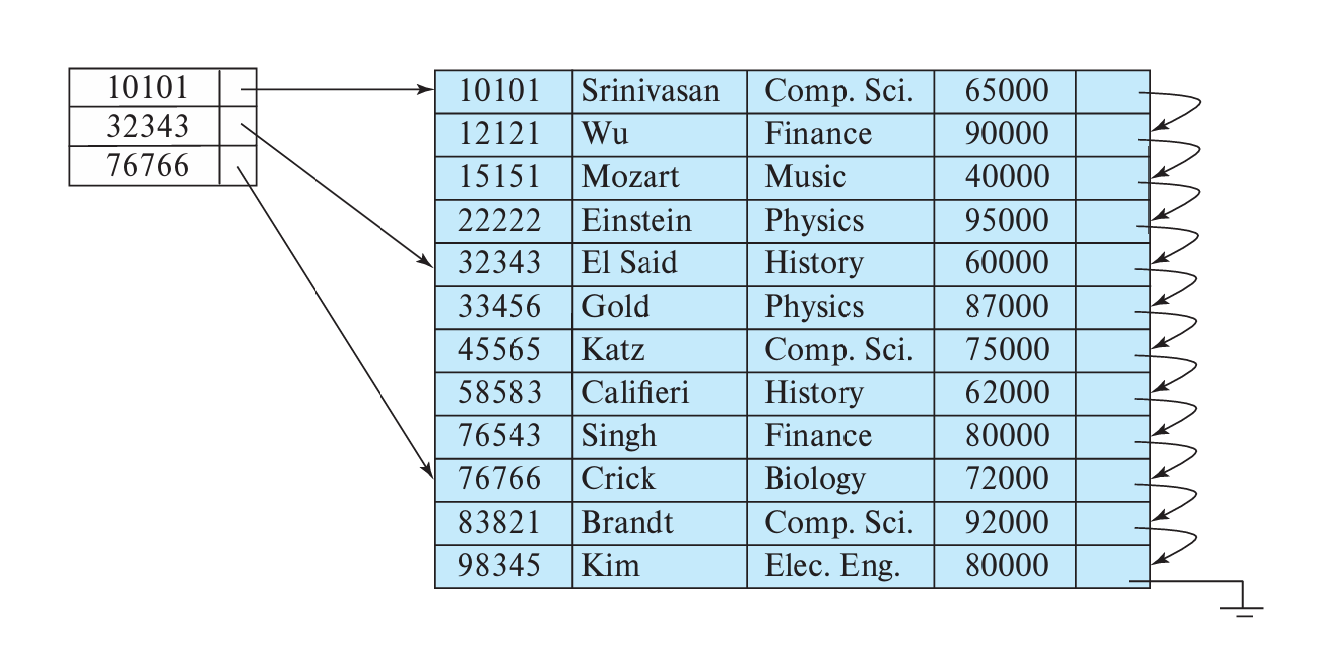 10101
32343
76766
10101 Srinivasan Comp. Sci. 65000
12121 Wu Finance 90000
15151 Mozart Music 40000
22222 Einstein Physics 95000
32343 El Said History 60000
33456 Gold Physics 87000
45565 Katz Comp. Sci. 75000
58583 Califieri History 62000
76543 Singh Finance 80000
76766 Crick Biology 72000
83821 Brandt Comp. Sci. 92000
98345 Kim Elec. Eng. 80000